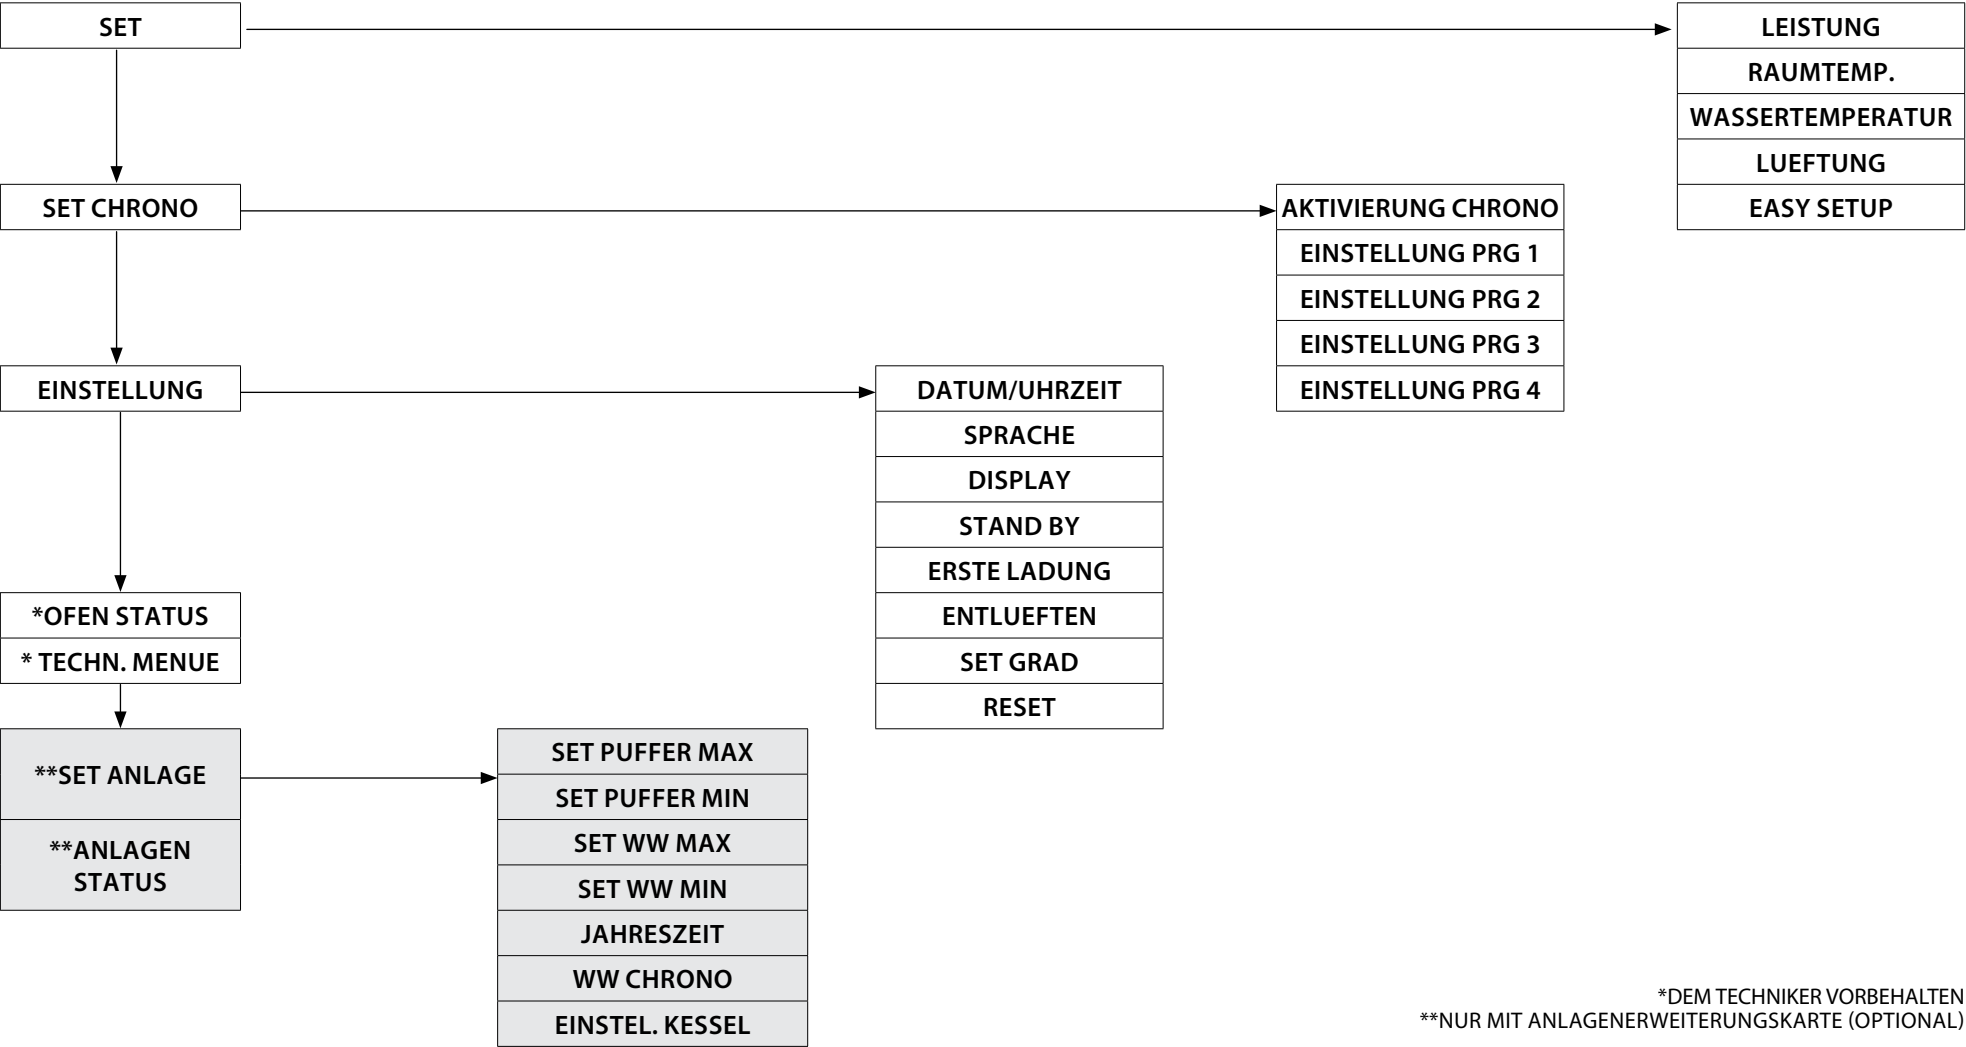 SET
LEISTUNG
RAUMTEMP.
WASSERTEMPERATUR
LUEFTUNG
EASY SETUP
SET CHRONO
AKTIVIERUNG CHRONO
EINSTELLUNG PRG 1
EINSTELLUNG PRG 2
EINSTELLUNG PRG 3
EINSTELLUNG PRG 4
EINSTELLUNG
DATUM/UHRZEIT
SPRACHE
DISPLAY
STAND BY
ERSTE LADUNG
ENTLUEFTEN
SET GRAD
RESET
*OFEN STATUS
* TECHN. MENUE
**SET ANLAGE
SET PUFFER MAX
SET PUFFER MIN
SET WW MAX
SET WW MIN
JAHRESZEIT
WW CHRONO
EINSTEL. KESSEL
**ANLAGEN
STATUS
*DEM TECHNIKER VORBEHALTEN
**NUR MIT ANLAGENERWEITERUNGSKARTE (OPTIONAL)